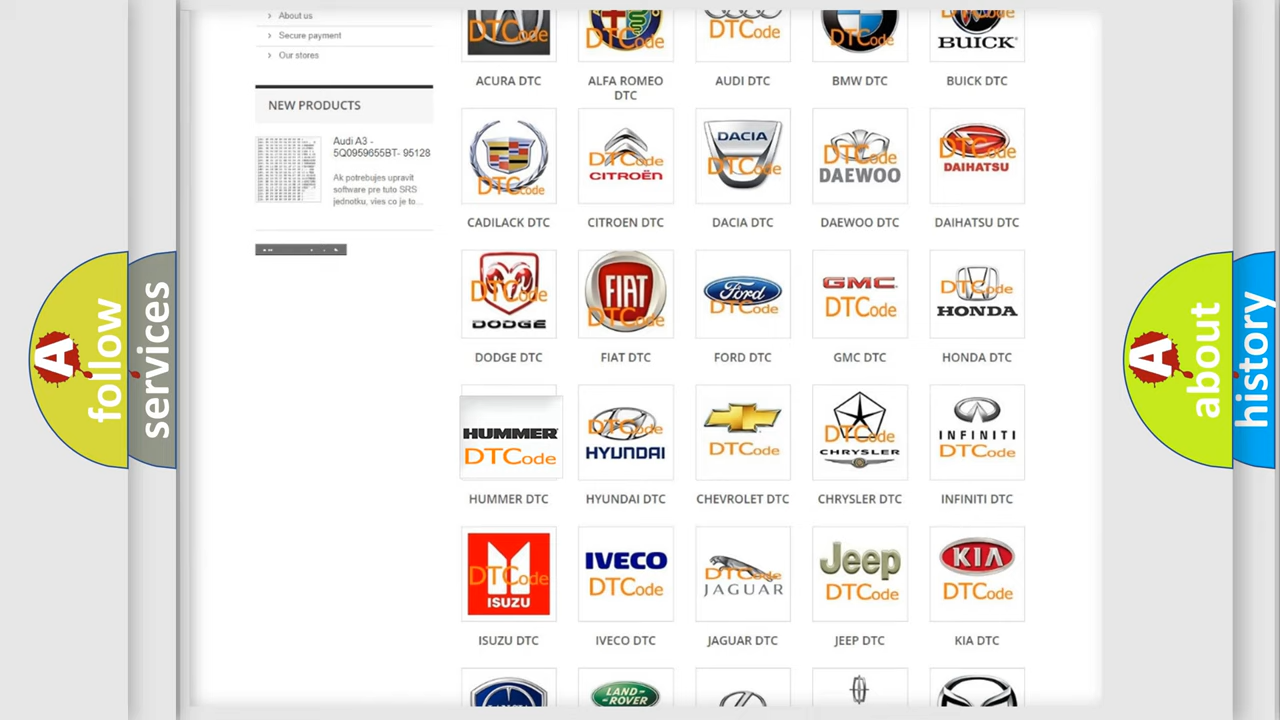 About us
Secure payment
Our stores
NEW PRODUCTS
Audi A3 -
5Q0959655BT- 95128
Ak potrebujes upravit
software pre tuto SRS
jednotku, vies co je to...
A
follow
services
DTCode
DTCode
DTCode
DTCode
DTCode
BUICK
ACURA DTC
ALFA ROMEO
DTC
AUDI DTC
BMW DTC
BUICK DTC
DTCode
DTCode
CITROËN
DACIA
DTCode
DTCode
DAEWOO
DTCode
DAIHATSU
CADILACK DTC
CITROEN DTC
DACIA DTC
DAEWOO DTC
DAIHATSU DTC
DTCode
DODGE
FIAT
DTCode
Ford
DTCode
GMC
DTCode
DTCode
HONDA
DODGE DTC
FIAT DTC
FORD DTC
GMC DTC
HONDA DTC
HUMMER
DTCode
DTCode
HYUNDAI
DTCode
DTCode
CHRYSLER
INFINITI
DTCode
HUMMER DTC
HYUNDAI DTC
CHEVROLET DTC
CHRYSLER DTC
INFINITI DTC
DTCode
ISUZU
IVECO
DTCode
DTCode
JAGUAR
Jeep
DTCode
KIA
DTCode
ISUZU DTC
IVECO DTC
JAGUAR DTC
JEEP DTC
KIA DTC
LAND-
ROVER
A
about
history